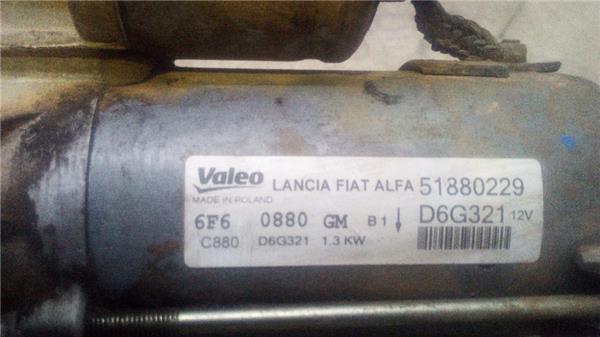 Valeo LANCIA FIAT ALFA 51880229
MADE IN POLAND
6F6 0880 GM B1 ↓ D6G321 12V
C880 D6G321 1.3 KW